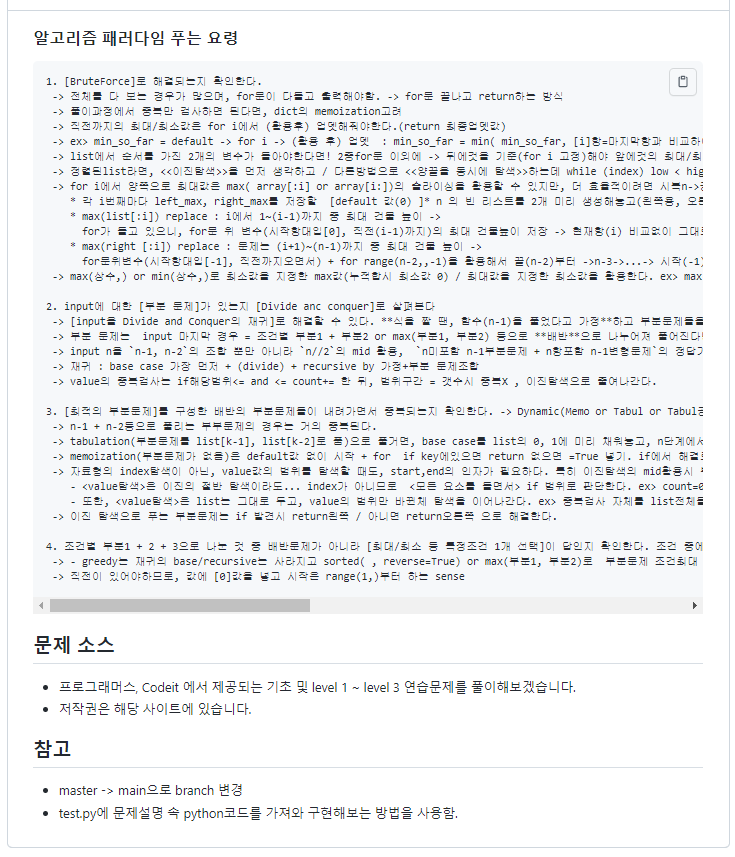 알고리즘 패러다임 푸는 요령
1. [BruteForce]로 해결되는지 확인한다.
-> 전체를 다 보는 경우가 많으며, for문이 다돌고 출력해야함. -> for문 끝나고 return하는 방식
-> 풀이과정에서 중복만 검사하면 된다면, dict의 memoization고려
-> 직전까지의 최대/최소값은 for i에서 (활용후) 업뎃해줘야한다.(return 최종업뎃값)
-> ex> min_so_far = default -> for i -> (활용 후) 업뎃  : min_so_far = min( min_so_far, [i]항=마지막항과 비교하
-> list에서 순서를 가진 2개의 변수가 돌아야한다면! 2중for문 이외에 -> 뒤에것을 기준(for i 고정)해야 앞에것의 최대/최
-> 정렬된list라면, <<이진탐색>>을 먼저 생각하고 / 다른방법으로 <<양끝을 동시에 탐색>>하는데 while (index) low < hig
-> for i에서 양쪽으로 최대값은 max( array[:i] or array[i:])의 슬라이싱을 활용할 수 있지만, 더 효율적이려면 시복n->
* 각 i번째마다 left_max, right_max를 저장할  [default 값(0) ]* n 의 빈 리스트를 2개 미리 생성해놓고(왼쪽용, 오
* max(list[:i]) replace : i에서 1~(i-1)까지 중 최대 건물 높이 ->
for가 돌고 있으니, for문 위 변수(시작항대입[0], 직전(i-1)까지)의 최대 건물높이 저장 -> 현재항(i) 비교없이 그대
* max(right [:i]) replace : 문제는 (i+1)~(n-1)까지 중 최대 건물 높이 ->
for문위변수(시작항대입[-1], 직전까지오면서) + for range(n-2,,-1)을 활용해서 끝(n-2)부터 ->n-3->...-> 시작(-1)
-> max(상수,) or min(상수,)로 최소값을 지정한 max값(누적합시 최소값 0) / 최대값을 지정한 최소값을 활용한다. ex> max
2. input에 대한 [부분 문제]가 있는지 [Divide anc conquer]로 살펴본다
-> [input을 Divide and Conquer의 재귀]로 해결할 수 있다. **식을 짤 땐, 함수(n-1)을 풀었다고 가정**하고 부분문제들을
-> 부분 문제는  input 마지막 경우 = 조건별 부분1 + 부분2 or max(부분1, 부분2) 등으로 **배반**으로 나누어져 풀어진다
-> input n을 `n-1, n-2`의 조합 뿐만 아니라 `n//2`의 mid 활용,  `n미포함 n-1부분문제 + n항포함 n-1변형문제`의 정답
-> 재귀 : base case 가장 먼저 + (divide) + recursive by 가정+부분 문제조합
-> value의 중복검사는 if해당범위<= and <= count+= 한 뒤, 범위구간 = 갯수시 중복X , 이진탐색으로 줄여나간다.
3. [최적의 부분문제]를 구성한 배반의 부분문제들이 내려가면서 중복되는지 확인한다. -> Dynamic(Memo or Tabul or Tabul공
-> n-1 + n-2등으로 풀리는 부부문제의 경우는 거의 중복된다.
-> tabulation(부분문제를 list[k-1], list[k-2]로 품)으로 풀거면, base case를 list의 0, 1에 미리 채워놓고, n단계에서
-> memoization(부분문제가 없음)은 default값 없이 시작 + for  if key에있으면 return 없으면 =True 넣기. if에서 해결
-> 자료형의 index탐색이 아닌, value값의 범위를 탐색할 때도, start,end의 인자가 필요하다. 특히 이진탐색의 mid활용시
- <value탐색>은 이진의 절반 탐색이라도... index가 아니므로  <모든 요소를 돌면서> if 범위로 판단한다. ex> count=0
- 또한, <value탐색>은 list는 그대로 두고, value의 범위만 바뀐채 탐색을 이어나간다. ex> 중복검사 자체를 list전체를
-> 이진 탐색으로 푸는 부분문제는 if 발견시 return왼쪽 / 아니면 return오른쪽 으로 해결한다.
4. 조건별 부분1 + 2 + 3으로 나눈 것 중 배반문제가 아니라 [최대/최소 등 특정조건 1개 선택]이 답인지 확인한다. 조건 중에
-> - greedy는 재귀의 base/recursive는 사라지고 sorted( , reverse=True) or max(부분1, 부분2)로  부분문제 조건최대
-> 직전이 있어야하므로, 값에 [0]값을 넣고 시작은 range(1,)부터 하는 sense
문제 소스
• 프로그래머스, Codeit 에서 제공되는 기초 및 level 1 ~ level 3 연습문제를 풀이해보겠습니다.
• 저작권은 해당 사이트에 있습니다.
참고
• master -> main으로 branch 변경
• test.py에 문제설명 속 python코드를 가져와 구현해보는 방법을 사용함.